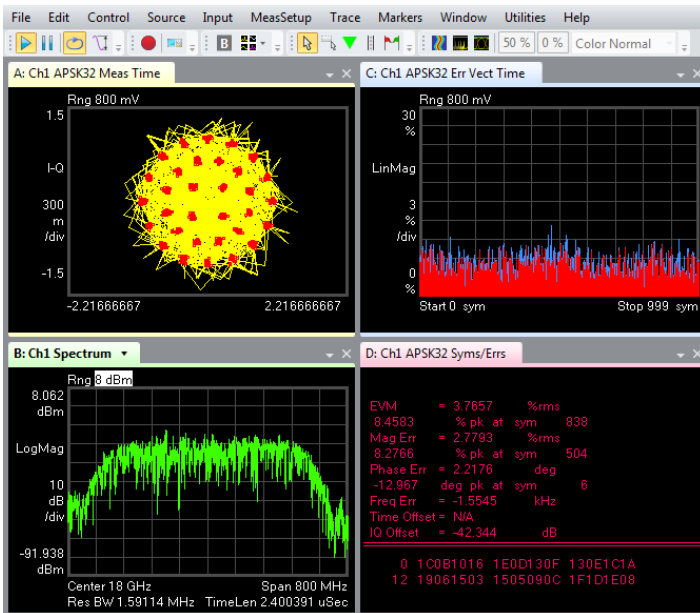 File Edit Control Source Input MeasSetup Trace Markers Window Utilities Help
B 50 % 0 % Color Normal
A: Ch1 APSK32 Meas Time
Rng 800 mV
1.5
I-Q
300
m
/div
-1.5
-2.21666667 2.216666667
C: Ch1 APSK32 Err Vect Time
Rng 800 mV
30
%
LinMag
3
%
/div
0
%
Start 0 sym Stop 999 sym
B: Ch1 Spectrum
Rng 8 dBm
8.062
dBm
LogMag
10
dB
/div
-91.938
dBm
Center 18 GHz Span 800 MHz
Res BW 1.59114 MHz TimeLen 2.400391 uSec
D: Ch1 APSK32 Syms/Errs
EVM = 3.7657 %rms
8.4583 % pk at sym 838
Mag Err = 2.7793 %rms
8.2766 % pk at sym 504
Phase Err = 2.2176 deg
-12.967 deg pk at sym 6
Freq Err = -1.5545 kHz
Time Offset = N/A
IQ Offset = -42.344 dB
0 1C0B1016 1E0D130F 130E1C1A
12 19061503 1505090C 1F1D1E08